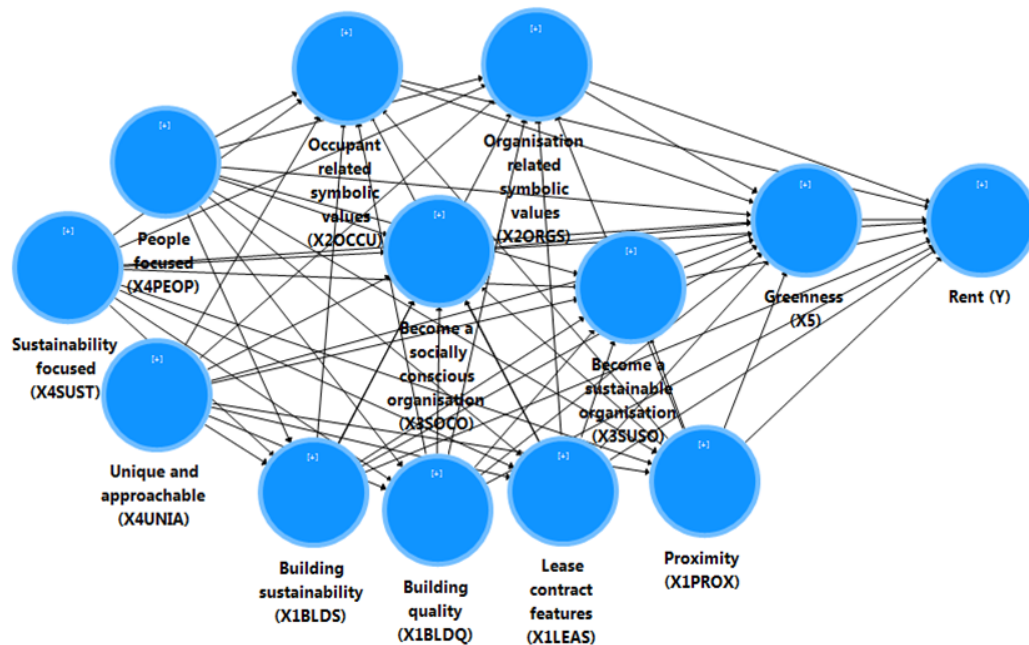 [+]
[+]
[+]
Occupant
related
symbolic
values
(X2OCCU)
Organisation
related
symbolic
values
(X2ORGS)
[+]
[+]
People
focused
(X4PEOP)
[+]
Greenness
(X5)
[+]
Rent (Y)
[+]
Sustainability
focused
(X4SUST)
[+]
Become a
socially
conscious
organisation
(X3SOCO)
Become a
sustainable
organisation
(X3SUSO)
[+]
Unique and
approachable
(X4UNIA)
[+]
Building
sustainability
(X1BLDS)
[+]
Building
quality
(X1BLDQ)
[+]
Lease
contract
features
(X1LEAS)
[+]
Proximity
(X1PROX)